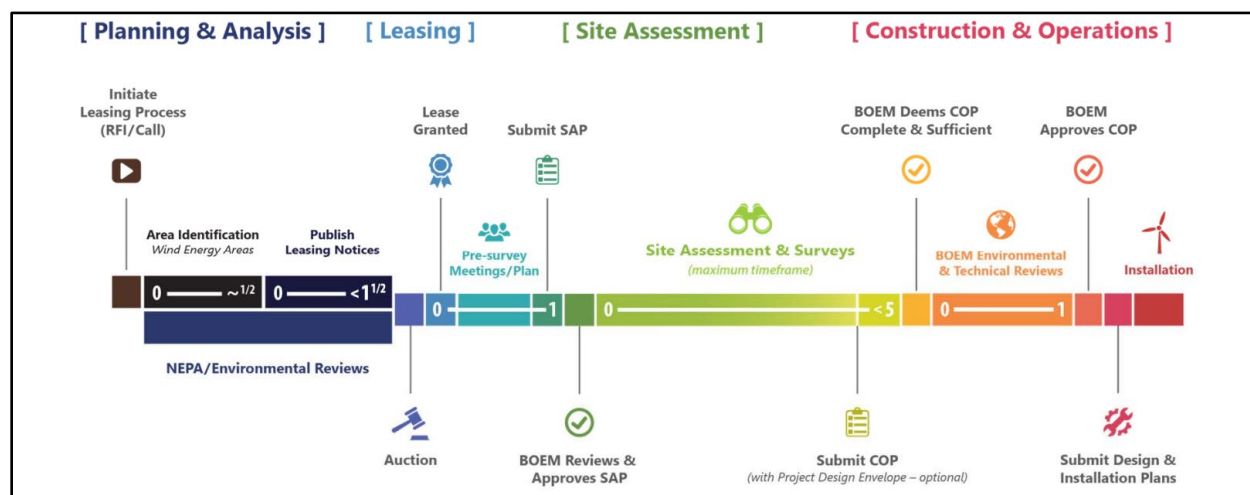 [ Planning & Analysis ] [ Leasing ] [ Site Assessment ] [ Construction & Operations ]
Initiate
Leasing Process
(RFI/Call)
Lease
Granted
Submit SAP
BOEM Deems COP
Complete & Sufficient
BOEM
Approves COP
Area Identification
Wind Energy Areas
Publish
Leasing Notices
Pre-survey
Meetings/Plan
Site Assessment & Surveys
(maximum timeframe)
BOEM Environmental
& Technical Reviews
Installation
0 ~1/2 0 <1 1/2 0 1 0 <5 0 1
NEPA/Environmental Reviews
Auction
BOEM Reviews &
Approves SAP
Submit COP
(with Project Design Envelope – optional)
Submit Design &
Installation Plans